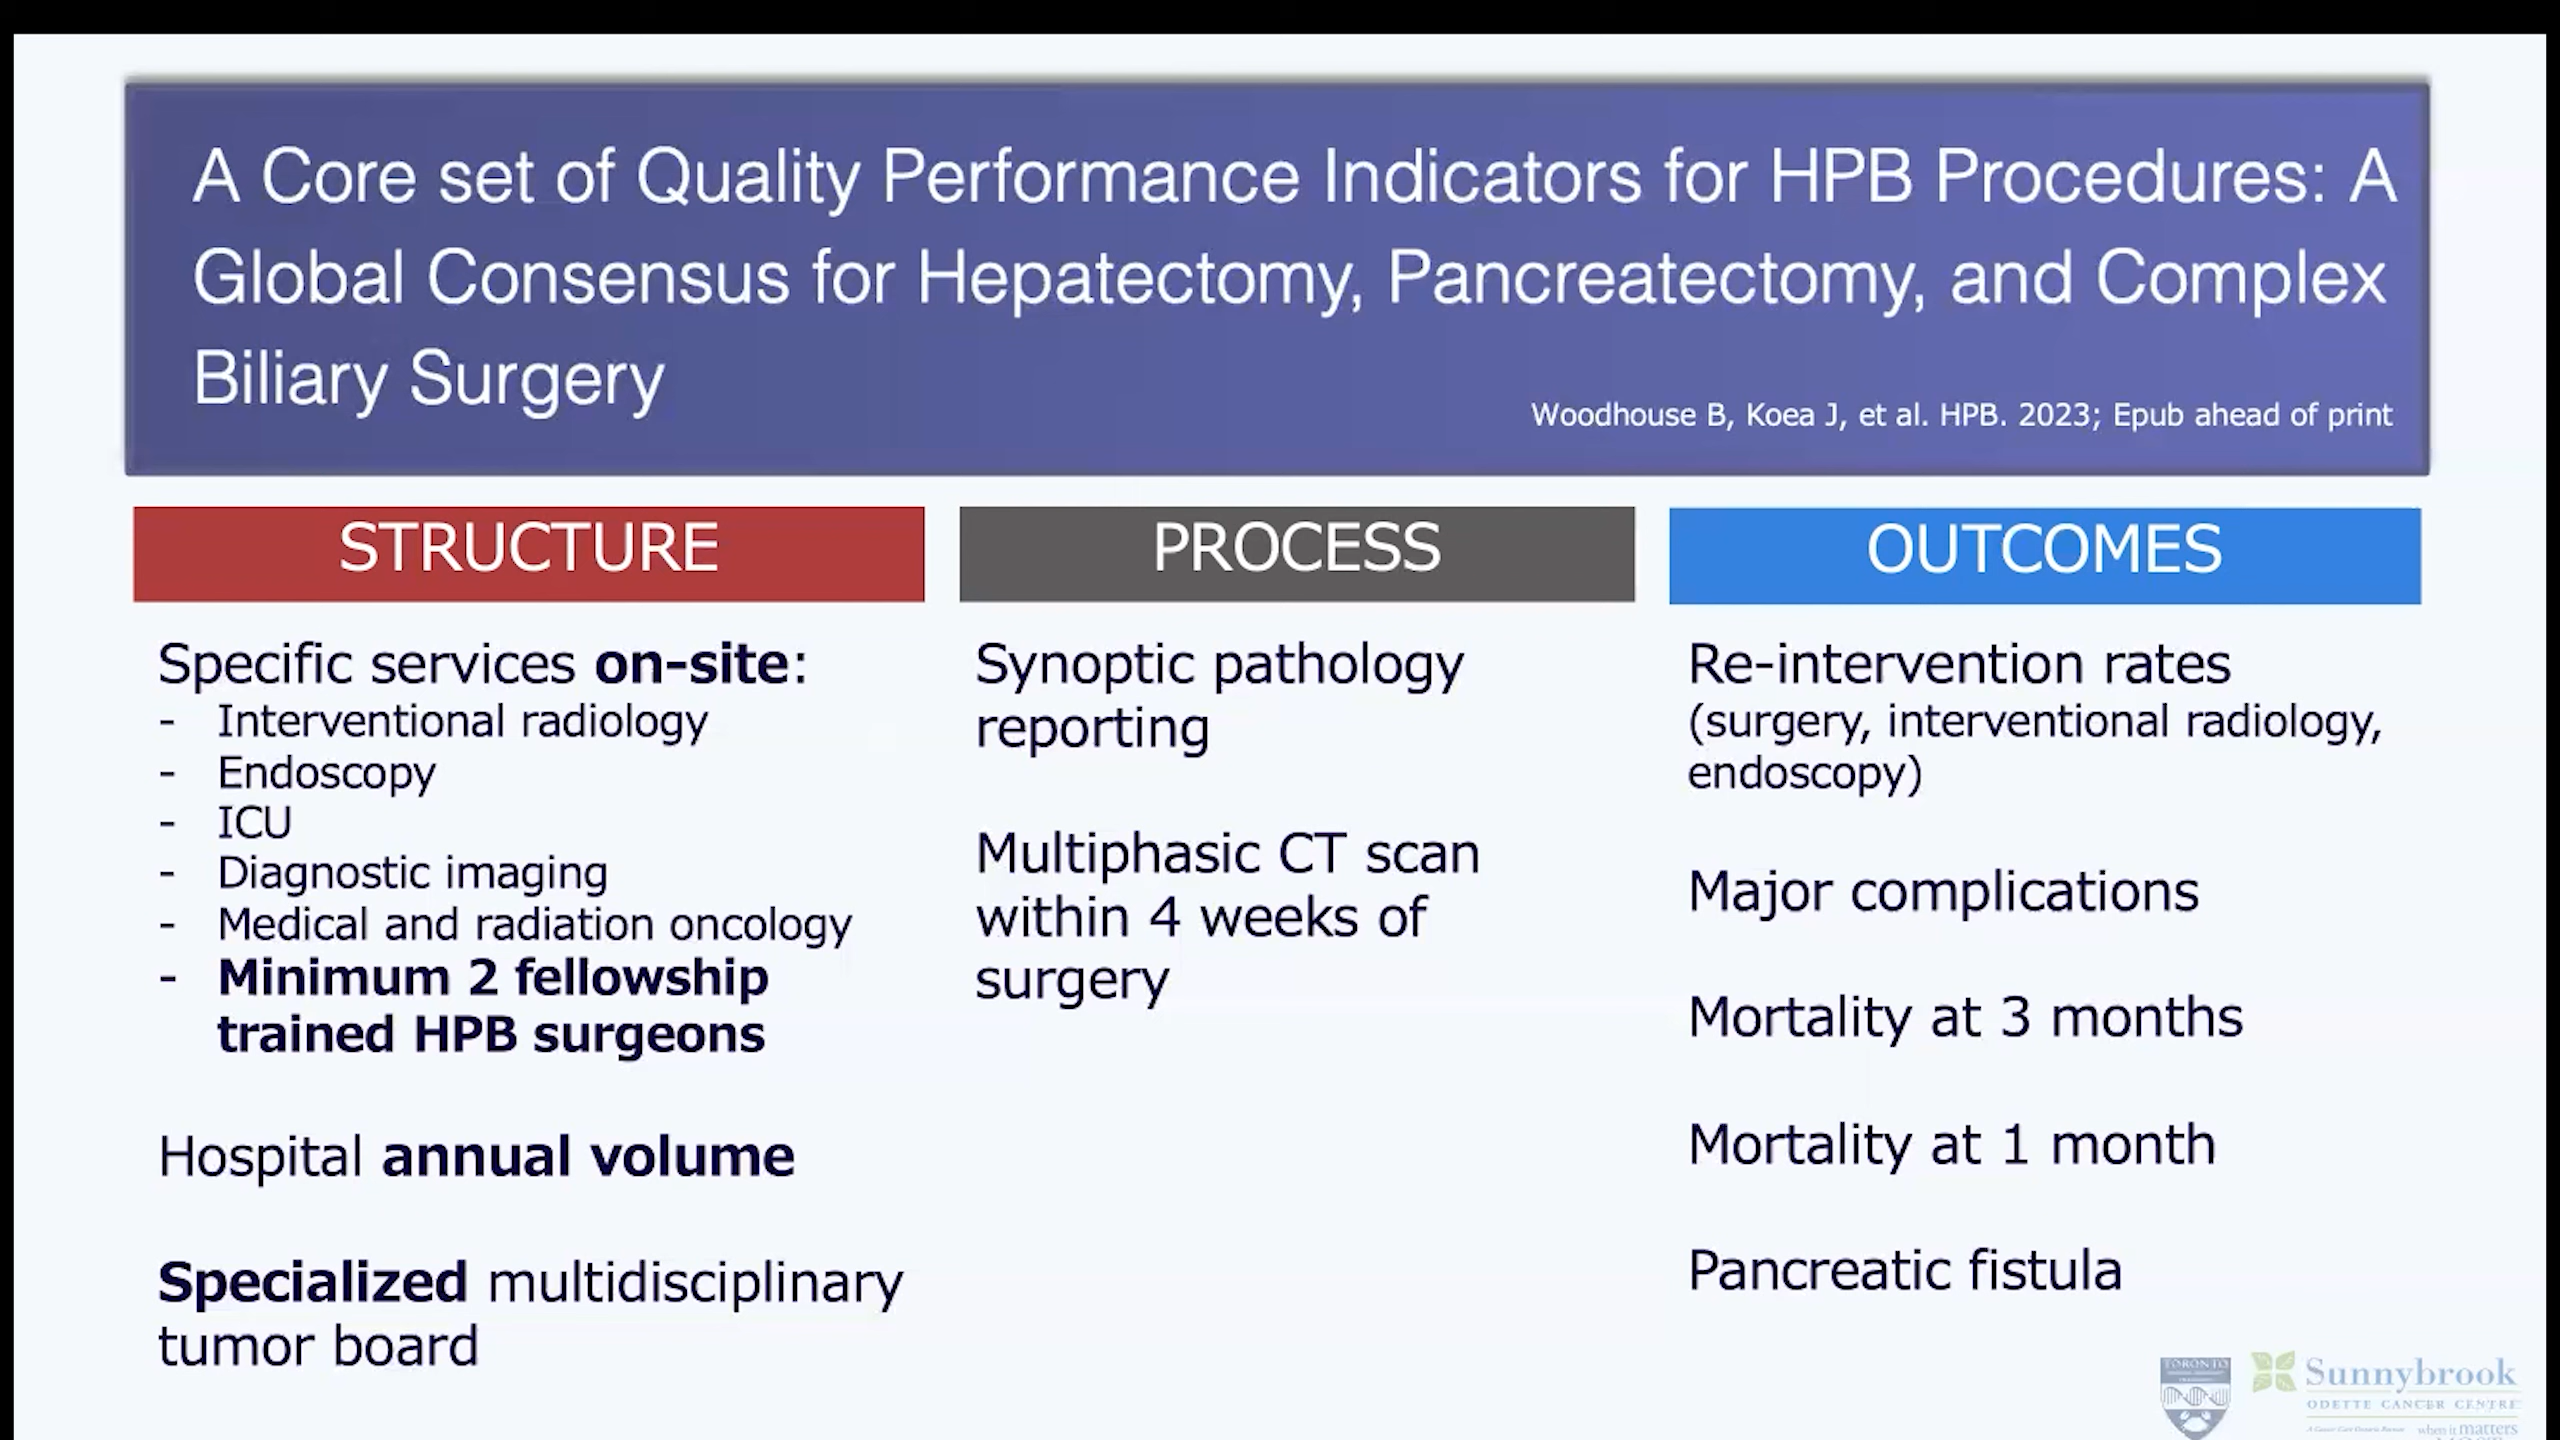 A Core set of Quality Performance Indicators for HPB Procedures: A
Global Consensus for Hepatectomy, Pancreatectomy, and Complex
Biliary Surgery
Woodhouse B, Koea J, et al. HPB. 2023; Epub ahead of print
STRUCTURE
Specific services on-site:
- Interventional radiology
- Endoscopy
- ICU
- Diagnostic imaging
- Medical and radiation oncology
- Minimum 2 fellowship
trained HPB surgeons
Hospital annual volume
Specialized multidisciplinary
tumor board
PROCESS
Synoptic pathology
reporting
Multiphasic CT scan
within 4 weeks of
surgery
OUTCOMES
Re-intervention rates
(surgery, interventional radiology,
endoscopy)
Major complications
Mortality at 3 months
Mortality at 1 month
Pancreatic fistula
TORONTO
Sunnybrook
ODETTE CANCER CENTRE
when it matters